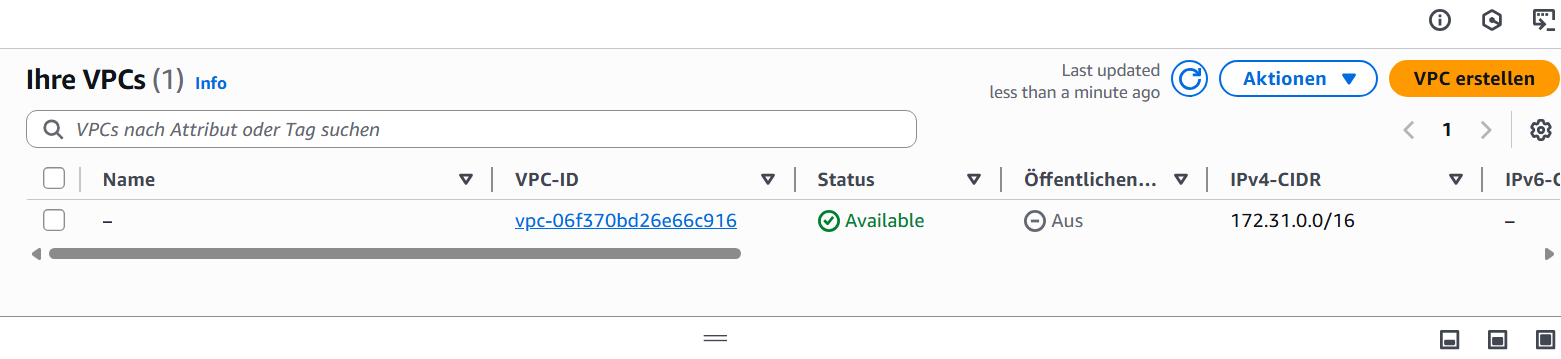 Ihre VPCs (1) Info
Last updated
less than a minute ago
Aktionen
VPC erstellen
VPCs nach Attribut oder Tag suchen
1
Name VPC-ID Status Öffentlichen... IPv4-CIDR IPv6-C
– vpc-06f370bd26e66c916 Available Aus 172.31.0.0/16 –